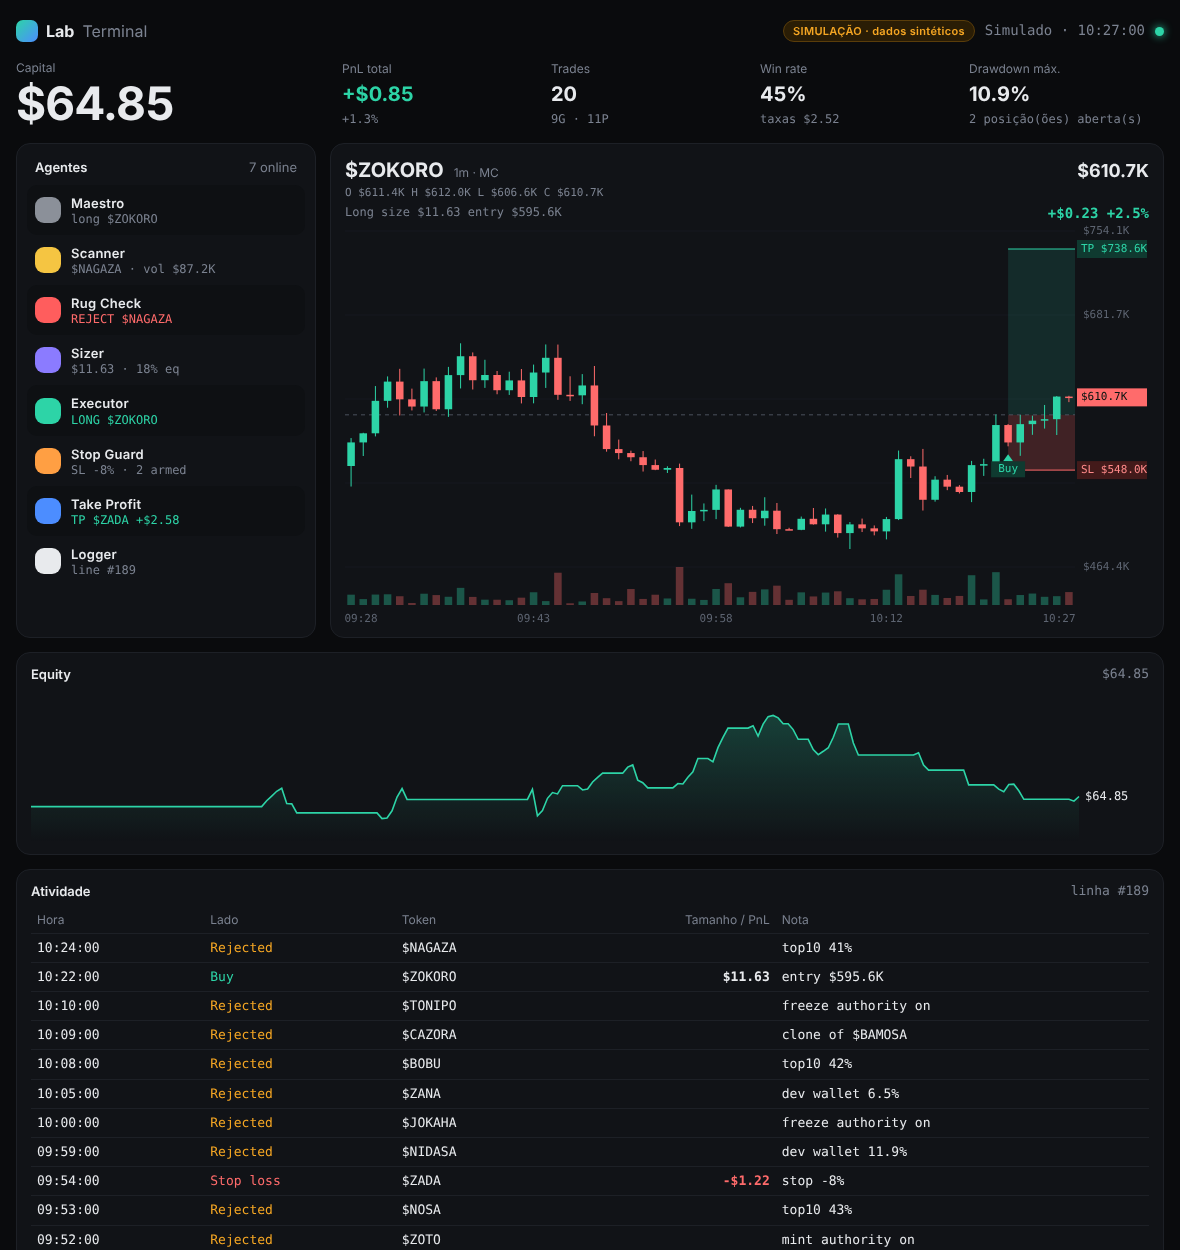 Lab Terminal
SIMULAÇÃO · dados sintéticos
Simulado · 10:27:00
Capital
$64.85
PnL total
+$0.85
+1.3%
Trades
20
9G · 11P
Win rate
45%
taxas $2.52
Drawdown máx.
10.9%
2 posição(ões) aberta(s)
Agentes
7 online
Maestro
long $ZOKORO
Scanner
$NAGAZA · vol $87.2K
Rug Check
REJECT $NAGAZA
Sizer
$11.63 · 18% eq
Executor
LONG $ZOKORO
Stop Guard
SL -8% · 2 armed
Take Profit
TP $ZADA +$2.58
Logger
line #189
$ZOKORO 1m · MC
$610.7K
O $611.4K H $612.0K L $606.6K C $610.7K
Long size $11.63 entry $595.6K
+$0.23 +2.5%
$754.1K
TP $738.6K
$681.7K
$610.7K
Buy
SL $548.0K
$464.4K
09:28 09:43 09:58 10:12 10:27
Equity
$64.85
$64.85
Atividade
linha #189
Hora Lado Token Tamanho / PnL Nota
10:24:00 Rejected $NAGAZA top10 41%
10:22:00 Buy $ZOKORO $11.63 entry $595.6K
10:10:00 Rejected $TONIPO freeze authority on
10:09:00 Rejected $CAZORA clone of $BAMOSA
10:08:00 Rejected $BOBU top10 42%
10:05:00 Rejected $ZANA dev wallet 6.5%
10:00:00 Rejected $JOKAHA freeze authority on
09:59:00 Rejected $NIDASA dev wallet 11.9%
09:54:00 Stop loss $ZADA -$1.22 stop -8%
09:53:00 Rejected $NOSA top10 43%
09:52:00 Rejected $ZOTO mint authority on